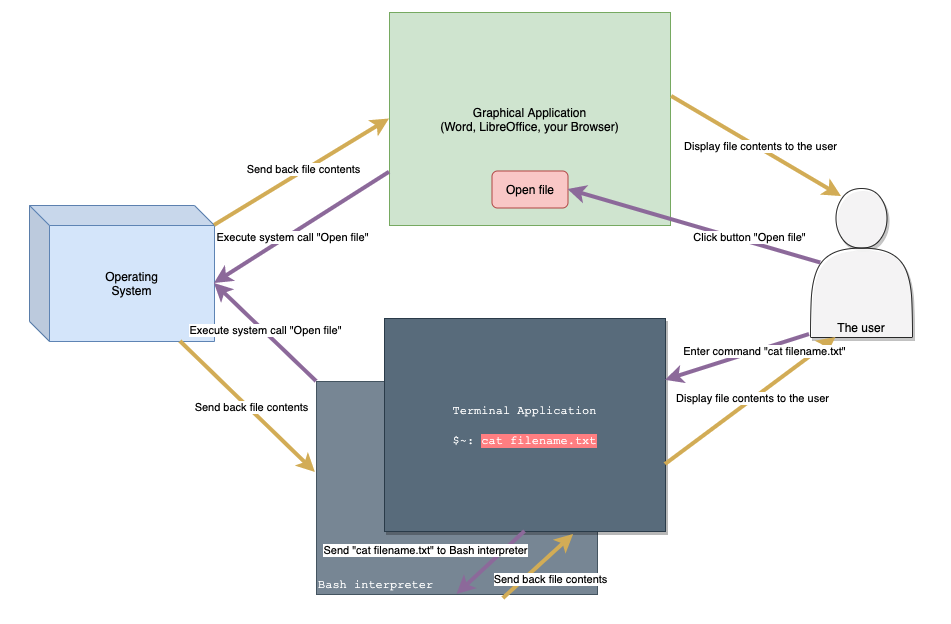 Graphical Application
(Word, LibreOffice, your Browser)
Display file contents to the user
Send back file contents
Open file
Execute system call "Open file"
Click button "Open file"
Operating
System
The user
Execute system call "Open file"
Enter command "cat filename.txt"
Display file contents to the user
Send back file contents
Terminal Application
$~: cat filename.txt
Send "cat filename.txt" to Bash interpreter
Send back file contents
Bash interpreter